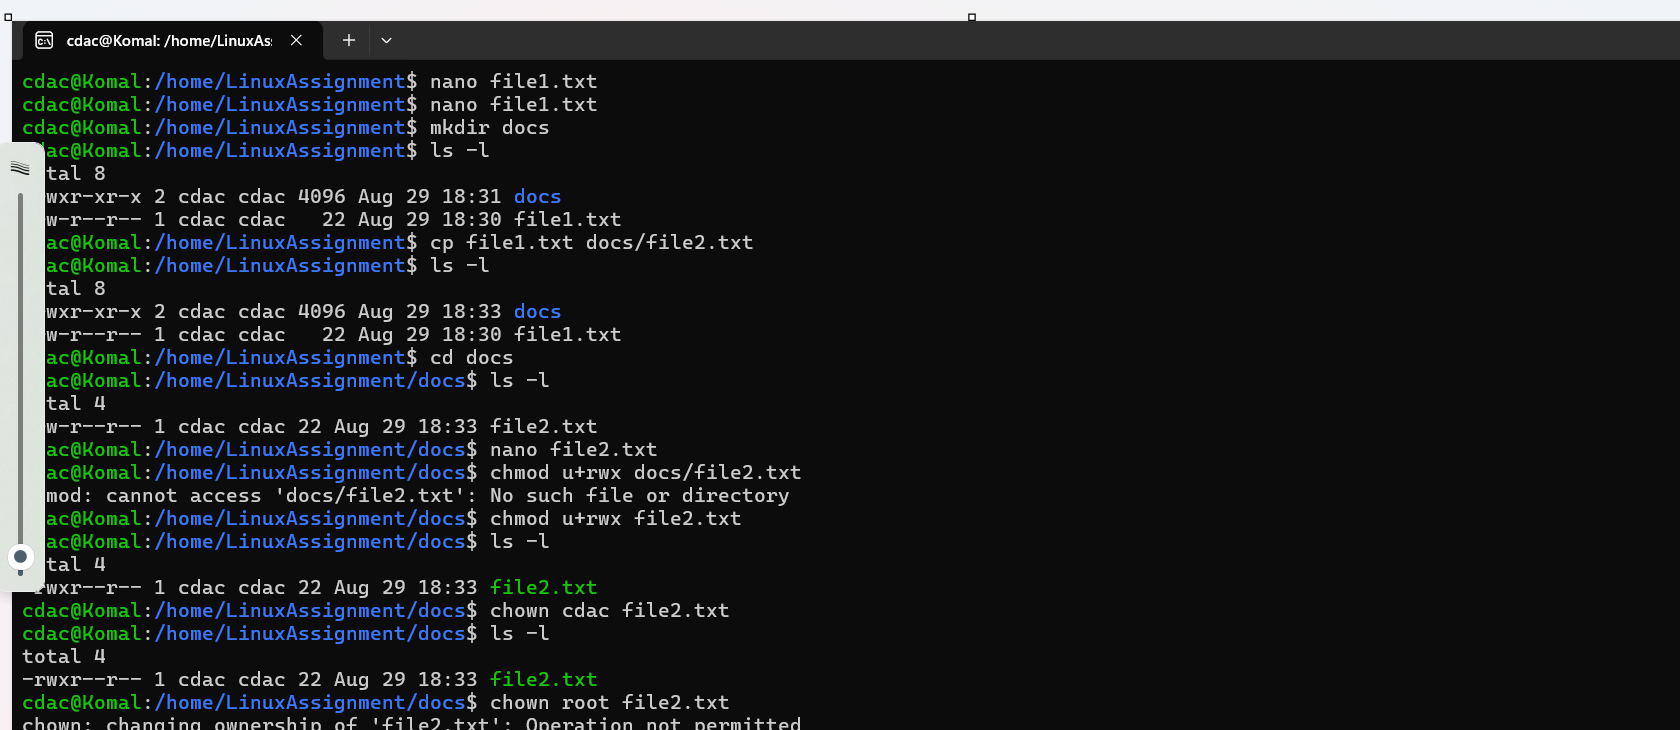 cdac@Komal: /home/LinuxAs:
cdac@Komal:/home/LinuxAssignment$ nano file1.txt
cdac@Komal:/home/LinuxAssignment$ nano file1.txt
cdac@Komal:/home/LinuxAssignment$ mkdir docs
ac@Komal:/home/LinuxAssignment$ ls -l
tal 8
wxr-xr-x 2 cdac cdac 4096 Aug 29 18:31 docs
w-r--r-- 1 cdac cdac   22 Aug 29 18:30 file1.txt
ac@Komal:/home/LinuxAssignment$ cp file1.txt docs/file2.txt
ac@Komal:/home/LinuxAssignment$ ls -l
tal 8
wxr-xr-x 2 cdac cdac 4096 Aug 29 18:33 docs
w-r--r-- 1 cdac cdac   22 Aug 29 18:30 file1.txt
ac@Komal:/home/LinuxAssignment$ cd docs
ac@Komal:/home/LinuxAssignment/docs$ ls -l
tal 4
w-r--r-- 1 cdac cdac 22 Aug 29 18:33 file2.txt
ac@Komal:/home/LinuxAssignment/docs$ nano file2.txt
ac@Komal:/home/LinuxAssignment/docs$ chmod u+rwx docs/file2.txt
mod: cannot access 'docs/file2.txt': No such file or directory
ac@Komal:/home/LinuxAssignment/docs$ chmod u+rwx file2.txt
ac@Komal:/home/LinuxAssignment/docs$ ls -l
tal 4
rwxr--r-- 1 cdac cdac 22 Aug 29 18:33 file2.txt
cdac@Komal:/home/LinuxAssignment/docs$ chown cdac file2.txt
cdac@Komal:/home/LinuxAssignment/docs$ ls -l
total 4
-rwxr--r-- 1 cdac cdac 22 Aug 29 18:33 file2.txt
cdac@Komal:/home/LinuxAssignment/docs$ chown root file2.txt
chown: changing ownership of 'file2.txt': Operation not permitted